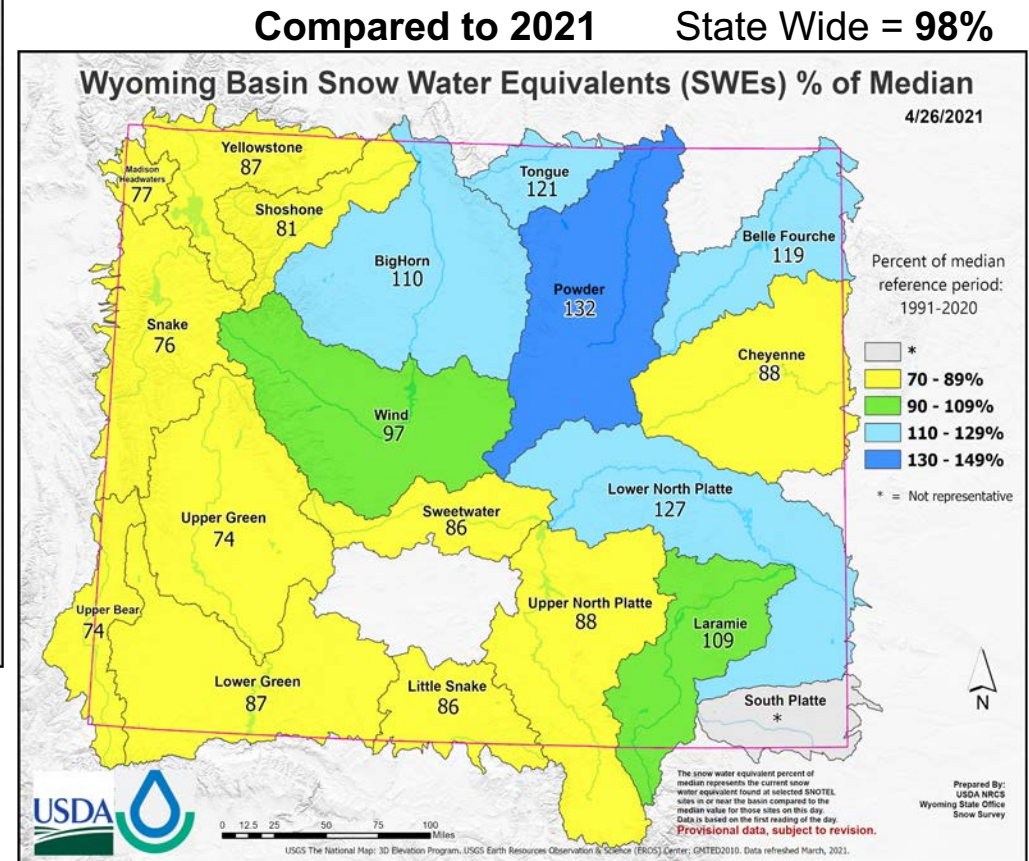 Compared to 2021 State Wide = 98%
Wyoming Basin Snow Water Equivalents (SWEs) % of Median
4/26/2021
Yellowstone
87
Madison
Headwaters
77
Shoshone
81
Tongue
121
BigHorn
110
Powder
132
Belle Fourche
119
Percent of median
reference period:
1991-2020
*
70 - 89%
90 - 109%
110 - 129%
130 - 149%
* = Not representative
Snake
76
Cheyenne
88
Wind
97
Lower North Platte
127
Sweetwater
86
Upper Green
74
Upper North Platte
88
Upper Bear
74
Laramie
109
Lower Green
87
Little Snake
86
South Platte
*
N
USDA
0 12.5 25 50 75 100
Miles
The snow water equivalent percent of
median represents the current snow
water equivalent found at selected SNOTEL
sites in or near the basin compared to the
median value for those sites on this day.
Data is based on the first reading of the day.
Provisional data, subject to revision.
Prepared By:
USDA NRCS
Wyoming State Office
Snow Survey
USGS The National Map: 3D Elevation Program. USGS Earth Resources Observation & Science (EROS) Center: GMTED2010. Data refreshed March, 2021.